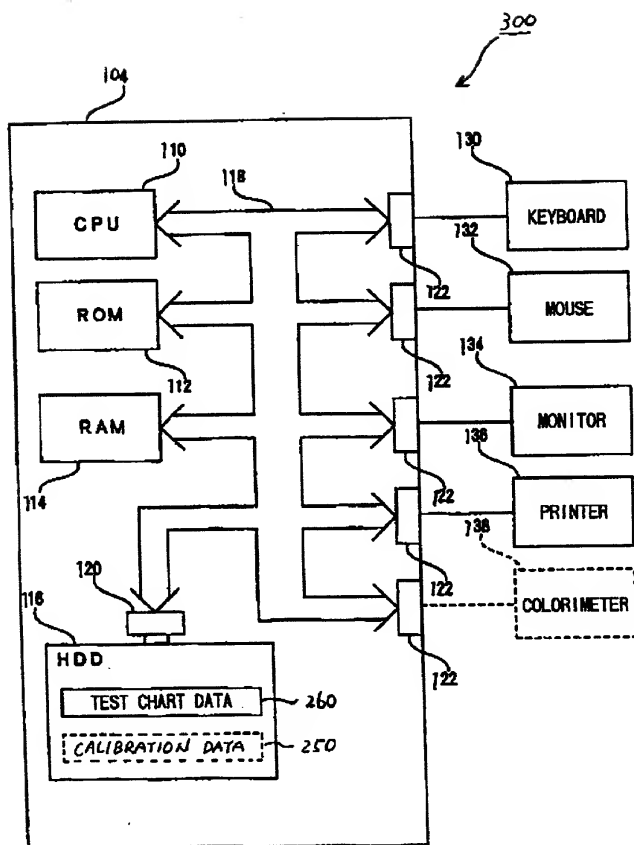 300
104
110
118
130
CPU
KEYBOARD
122
132
ROM
MOUSE
112
122
134
RAM
MONITOR
114
122
136
PRINTER
138
120
122
COLORIMETER
116
HDD
122
TEST CHART DATA
260
CALIBRATION DATA
250